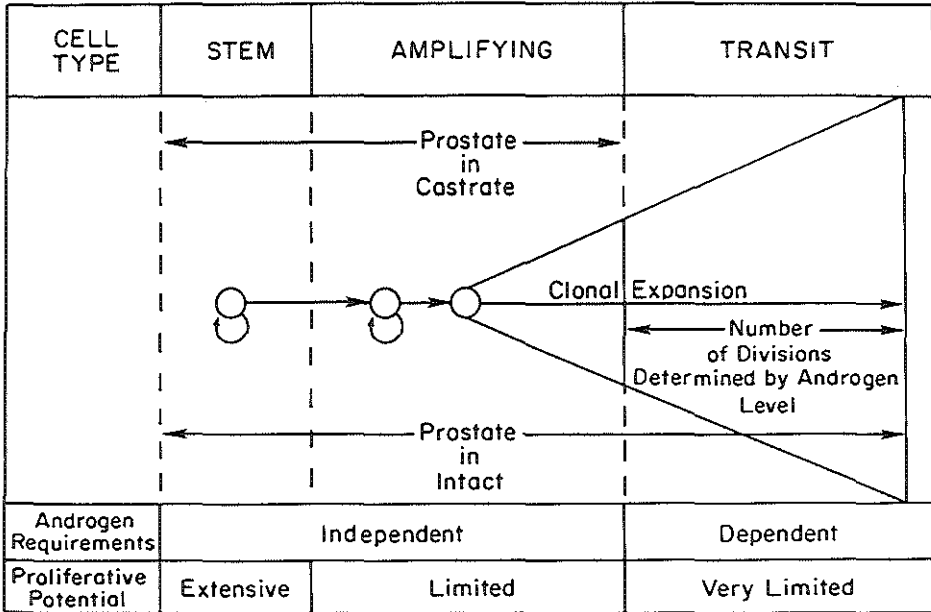 CELL TYPE
STEM
AMPLIFYING
TRANSIT
Prostate
in
Castrate
Clonal Expansion
Number
of Divisions
Determined by Androgen
Level
Prostate
in
Intact
Androgen
Requirements
Independent
Dependent
Proliferative
Potential
Extensive
Limited
Very Limited